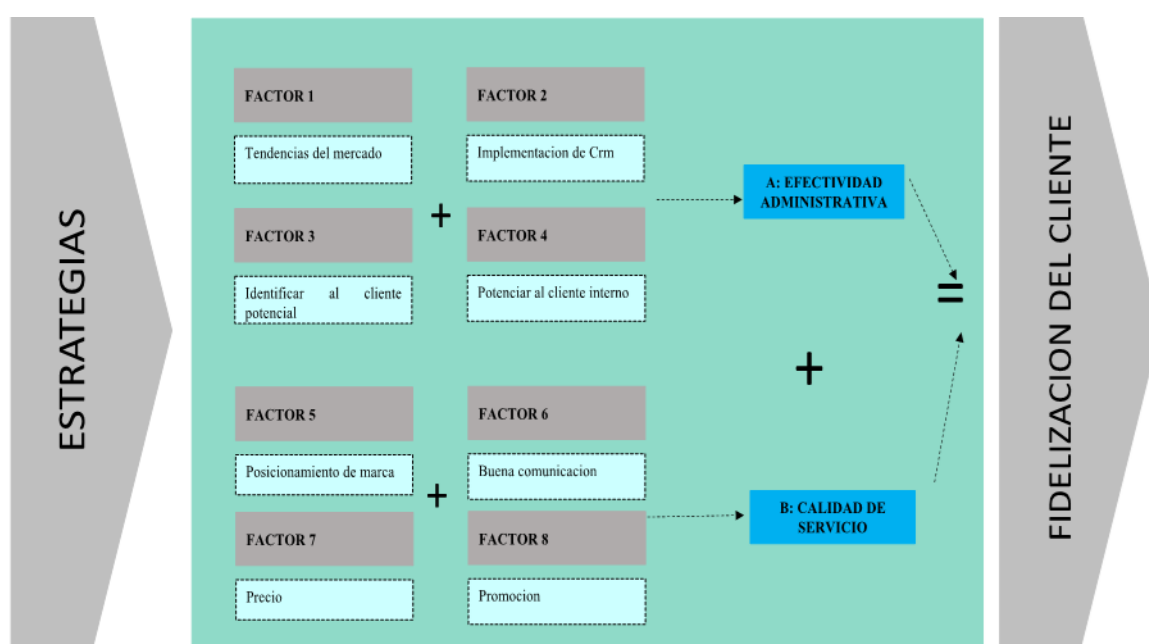 ESTRATEGIAS
FACTOR 1
Tendencias del mercado
FACTOR 2
Implementacion de Crm
+
FACTOR 3
Identificar al cliente
potencial
FACTOR 4
Potenciar al cliente interno
A: EFECTIVIDAD
ADMINISTRATIVA
=
+
FACTOR 5
Posicionamiento de marca
FACTOR 6
Buena comunicacion
+
FACTOR 7
Precio
FACTOR 8
Promocion
B: CALIDAD DE
SERVICIO
FIDELIZACION DEL CLIENTE